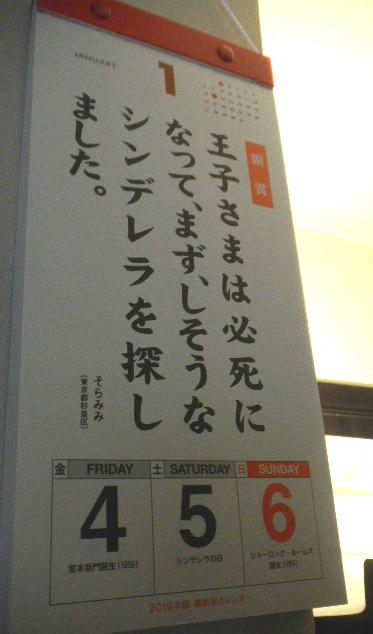 JANUARY
1
銅賞
王子さまは必死に
なって、まず、しそうな
シンデレラを探し
ました。
そらみみ
(東京都杉並区)
金 FRIDAY
4
宮本亜門誕生(1958)
土 SATURDAY
5
シンデレラの日
日 SUNDAY
6
シャーロック・ホームズ
誕生(1854)
2019年版 誤教訓カレンダー